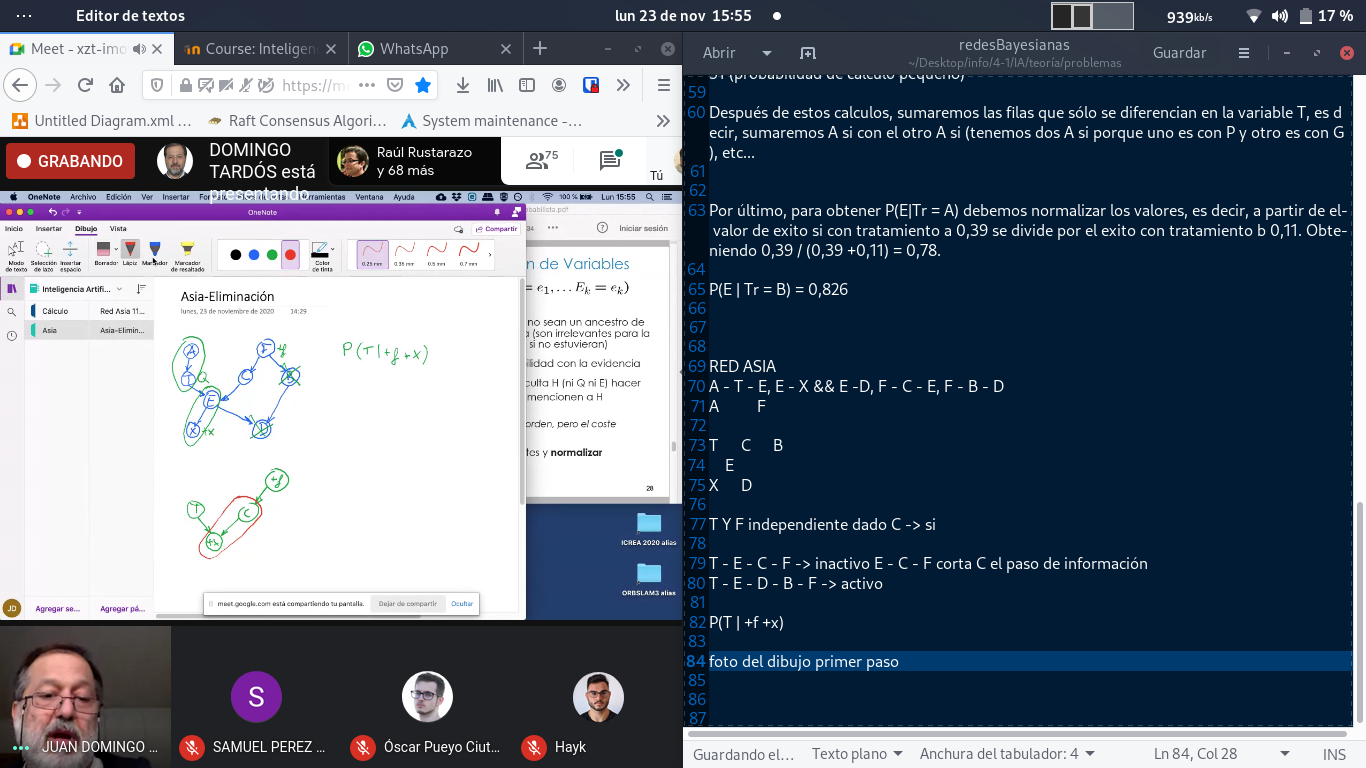 Editor de textos
lun 23 de nov 15:55
939kb/s
17 %
Meet - xzt-imo
Course: Inteligen
WhatsApp
https://m
Untitled Diagram.xml ...
Raft Consensus Algori...
System maintenance -...
GRABANDO
DOMINGO TARDÓS está presentando
Raúl Rustarazo y 68 más
75
Tú
OneNote Archivo Edición Ver Insertar
Herramientas Ventana Ayuda
100 %
Lun 15:55
OneNote
Inicio Insertar Dibujo Vista
Compartir
Modo de texto
Selección de lazo
Insertar espacio
Borrador
Lápiz
Marcador
Marcador de resaltado
Color de tinta
0.25 mm
0.35 mm
0.5 mm
0.7 mm
Iniciar sesión
Inteligencia Artifi...
Cálculo
Asia
Red Asia 11...
Asia-Elimin...
Asia-Eliminación
lunes, 23 de noviembre de 2020 14:29
P(T|+f+x)
A
F
+f
T
Q
C
B
E
X
+x
D
+f
T
C
+x
n de Variables
= e1, … Ek = ek)
no sean un ancestro de
(son irrelevantes para la
si no estuvieran)
ilidad con la evidencia
culta H (ni Q ni E) hacer
mencionen a H
orden, pero el coste
tes y normalizar
28
ICREA 2020 alias
ORBSLAM3 alias
JD
Agregar se...
Agregar pá...
meet.google.com está compartiendo tu pantalla.
Dejar de compartir
Ocultar
JUAN DOMINGO ...
S
SAMUEL PEREZ ...
Óscar Pueyo Ciut...
Hayk
Abrir
redesBayesianas
~/Desktop/info/4-1/IA/teoría/problemas
Guardar
31 (probabilidad de calculo pequeño)
59
60 Después de estos calculos, sumaremos las filas que sólo se diferencian en la variable T, es d
ecir, sumaremos A si con el otro A si (tenemos dos A si porque uno es con P y otro es con G
), etc...
61
62
63 Por último, para obtener P(E|Tr = A) debemos normalizar los valores, es decir, a partir de el-
valor de exito si con tratamiento a 0,39 se divide por el exito con tratamiento b 0,11. Obte-
niendo 0,39 / (0,39 +0,11) = 0,78.
64
65 P(E | Tr = B) = 0,826
66
67
68
69 RED ASIA
70 A - T - E, E - X && E -D, F - C - E, F - B - D
71 A F
72
73 T C B
74 E
75 X D
76
77 T Y F independiente dado C -> si
78
79 T - E - C - F -> inactivo E - C - F corta C el paso de información
80 T - E - D - B - F -> activo
81
82 P(T | +f +x)
83
84 foto del dibujo primer paso
85
86
87
Guardando el...
Texto plano
Anchura del tabulador: 4
Ln 84, Col 28
INS